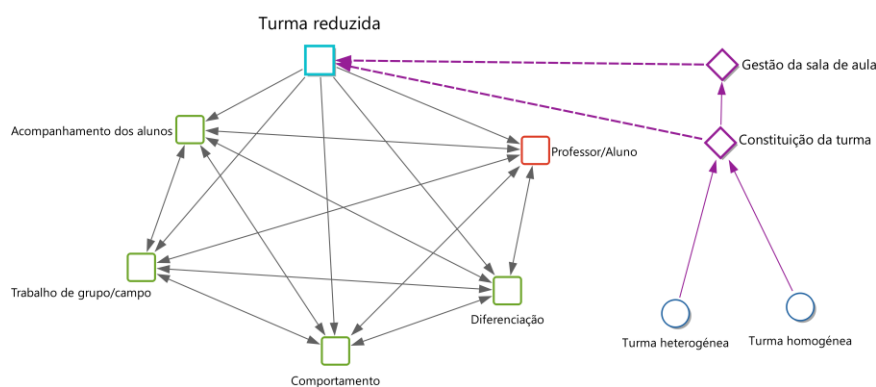 Turma reduzida
Gestão da sala de aula
Acompanhamento dos alunos
Constituição da turma
Professor/Aluno
Trabalho de grupo/campo
Diferenciação
Turma heterogénea
Turma homogénea
Comportamento